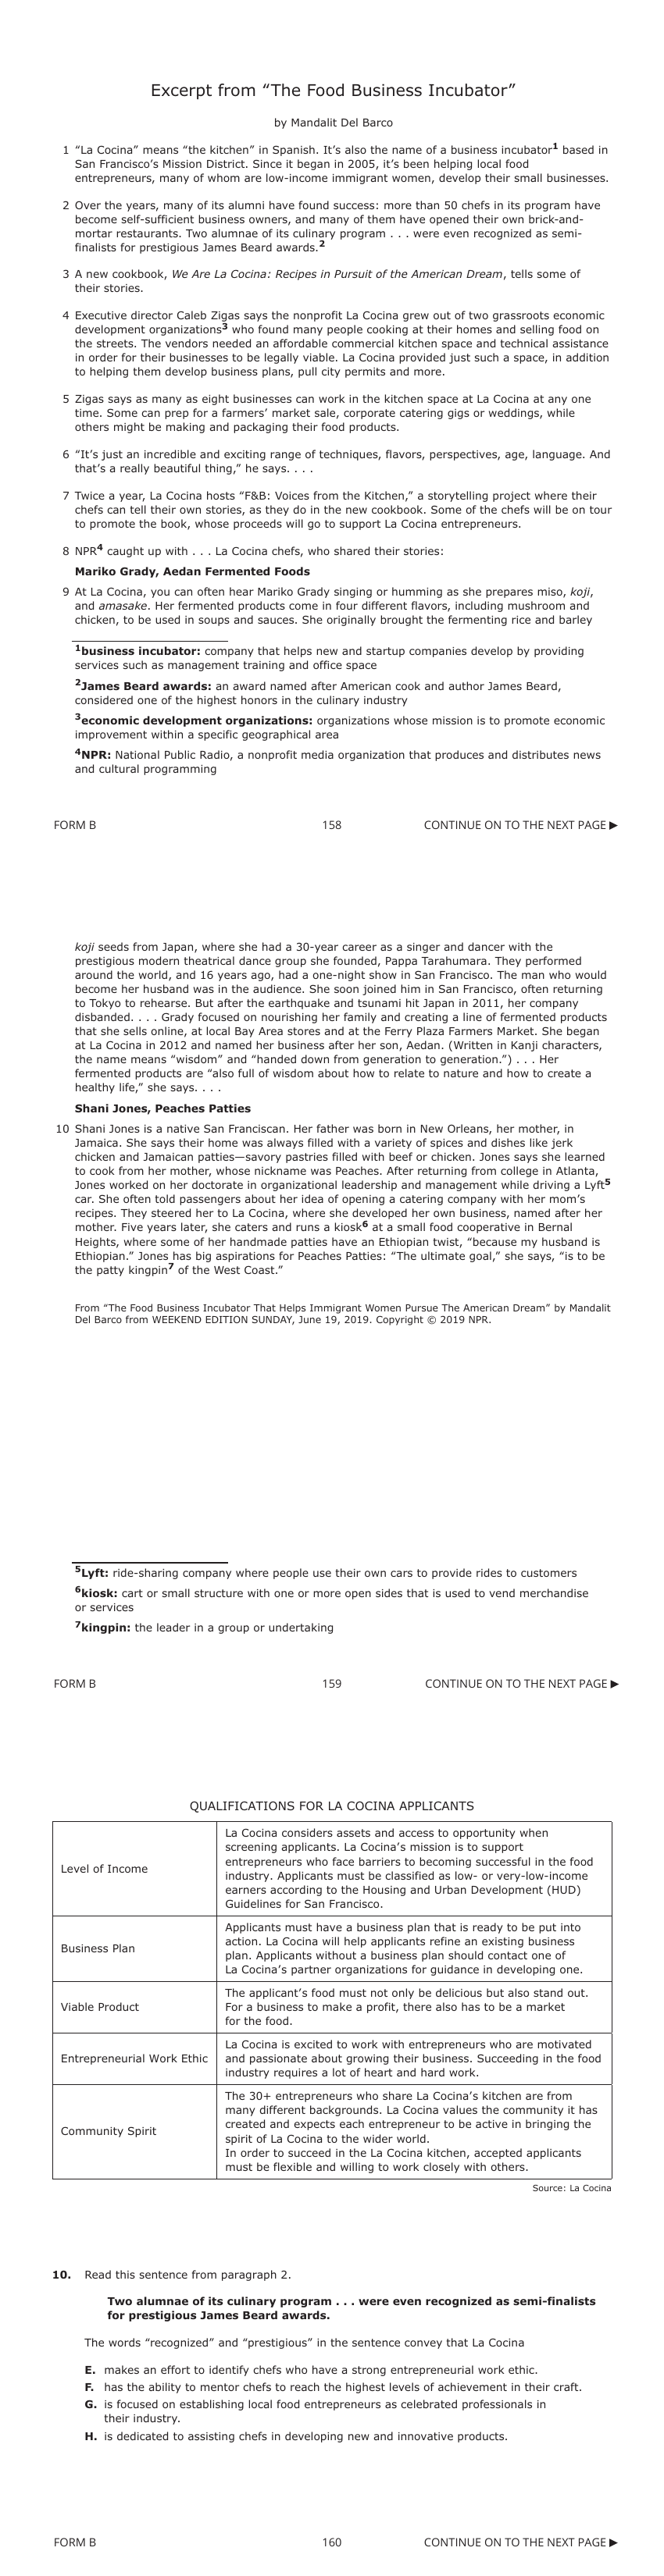 Excerpt from “The Food Business Incubator”
by Mandalit Del Barco
1 “La Cocina” means “the kitchen” in Spanish. It’s also the name of a business incubator1 based in
San Francisco’s Mission District. Since it began in 2005, it’s been helping local food
entrepreneurs, many of whom are low-income immigrant women, develop their small businesses.
2 Over the years, many of its alumni have found success: more than 50 chefs in its program have
become self-sufficient business owners, and many of them have opened their own brick-and-
mortar restaurants. Two alumnae of its culinary program . . . were even recognized as semi-
finalists for prestigious James Beard awards.2
3 A new cookbook, We Are La Cocina: Recipes in Pursuit of the American Dream, tells some of
their stories.
4 Executive director Caleb Zigas says the nonprofit La Cocina grew out of two grassroots economic
development organizations3 who found many people cooking at their homes and selling food on
the streets. The vendors needed an affordable commercial kitchen space and technical assistance
in order for their businesses to be legally viable. La Cocina provided just such a space, in addition
to helping them develop business plans, pull city permits and more.
5 Zigas says as many as eight businesses can work in the kitchen space at La Cocina at any one
time. Some can prep for a farmers’ market sale, corporate catering gigs or weddings, while
others might be making and packaging their food products.
6 “It’s just an incredible and exciting range of techniques, flavors, perspectives, age, language. And
that’s a really beautiful thing,” he says. . . .
7 Twice a year, La Cocina hosts “F&B: Voices from the Kitchen,” a storytelling project where their
chefs can tell their own stories, as they do in the new cookbook. Some of the chefs will be on tour
to promote the book, whose proceeds will go to support La Cocina entrepreneurs.
8 NPR4 caught up with . . . La Cocina chefs, who shared their stories:
Mariko Grady, Aedan Fermented Foods
9 At La Cocina, you can often hear Mariko Grady singing or humming as she prepares miso, koji,
and amasake. Her fermented products come in four different flavors, including mushroom and
chicken, to be used in soups and sauces. She originally brought the fermenting rice and barley
1business incubator: company that helps new and startup companies develop by providing
services such as management training and office space
2James Beard awards: an award named after American cook and author James Beard,
considered one of the highest honors in the culinary industry
3economic development organizations: organizations whose mission is to promote economic
improvement within a specific geographical area
4NPR: National Public Radio, a nonprofit media organization that produces and distributes news
and cultural programming
FORM B 158 CONTINUE ON TO THE NEXT PAGE ▶
koji seeds from Japan, where she had a 30-year career as a singer and dancer with the
prestigious modern theatrical dance group she founded, Pappa Tarahumara. They performed
around the world, and 16 years ago, had a one-night show in San Francisco. The man who would
become her husband was in the audience. She soon joined him in San Francisco, often returning
to Tokyo to rehearse. But after the earthquake and tsunami hit Japan in 2011, her company
disbanded. . . . Grady focused on nourishing her family and creating a line of fermented products
that she sells online, at local Bay Area stores and at the Ferry Plaza Farmers Market. She began
at La Cocina in 2012 and named her business after her son, Aedan. (Written in Kanji characters,
the name means “wisdom” and “handed down from generation to generation.”) . . . Her
fermented products are “also full of wisdom about how to relate to nature and how to create a
healthy life,” she says. . . .
Shani Jones, Peaches Patties
10 Shani Jones is a native San Franciscan. Her father was born in New Orleans, her mother, in
Jamaica. She says their home was always filled with a variety of spices and dishes like jerk
chicken and Jamaican patties—savory pastries filled with beef or chicken. Jones says she learned
to cook from her mother, whose nickname was Peaches. After returning from college in Atlanta,
Jones worked on her doctorate in organizational leadership and management while driving a Lyft5
car. She often told passengers about her idea of opening a catering company with her mom’s
recipes. They steered her to La Cocina, where she developed her own business, named after her
mother. Five years later, she caters and runs a kiosk6 at a small food cooperative in Bernal
Heights, where some of her handmade patties have an Ethiopian twist, “because my husband is
Ethiopian.” Jones has big aspirations for Peaches Patties: “The ultimate goal,” she says, “is to be
the patty kingpin7 of the West Coast.”
From “The Food Business Incubator That Helps Immigrant Women Pursue The American Dream” by Mandalit
Del Barco from WEEKEND EDITION SUNDAY, June 19, 2019. Copyright © 2019 NPR.
5Lyft: ride-sharing company where people use their own cars to provide rides to customers
6kiosk: cart or small structure with one or more open sides that is used to vend merchandise
or services
7kingpin: the leader in a group or undertaking
FORM B 159 CONTINUE ON TO THE NEXT PAGE ▶
QUALIFICATIONS FOR LA COCINA APPLICANTS
Level of Income
La Cocina considers assets and access to opportunity when
screening applicants. La Cocina’s mission is to support
entrepreneurs who face barriers to becoming successful in the food
industry. Applicants must be classified as low- or very-low-income
earners according to the Housing and Urban Development (HUD)
Guidelines for San Francisco.
Business Plan
Applicants must have a business plan that is ready to be put into
action. La Cocina will help applicants refine an existing business
plan. Applicants without a business plan should contact one of
La Cocina’s partner organizations for guidance in developing one.
Viable Product
The applicant’s food must not only be delicious but also stand out.
For a business to make a profit, there also has to be a market
for the food.
Entrepreneurial Work Ethic
La Cocina is excited to work with entrepreneurs who are motivated
and passionate about growing their business. Succeeding in the food
industry requires a lot of heart and hard work.
Community Spirit
The 30+ entrepreneurs who share La Cocina’s kitchen are from
many different backgrounds. La Cocina values the community it has
created and expects each entrepreneur to be active in bringing the
spirit of La Cocina to the wider world.
In order to succeed in the La Cocina kitchen, accepted applicants
must be flexible and willing to work closely with others.
Source: La Cocina
10. Read this sentence from paragraph 2.
Two alumnae of its culinary program . . . were even recognized as semi-finalists
for prestigious James Beard awards.
The words “recognized” and “prestigious” in the sentence convey that La Cocina
E. makes an effort to identify chefs who have a strong entrepreneurial work ethic.
F. has the ability to mentor chefs to reach the highest levels of achievement in their craft.
G. is focused on establishing local food entrepreneurs as celebrated professionals in
their industry.
H. is dedicated to assisting chefs in developing new and innovative products.
FORM B 160 CONTINUE ON TO THE NEXT PAGE ▶